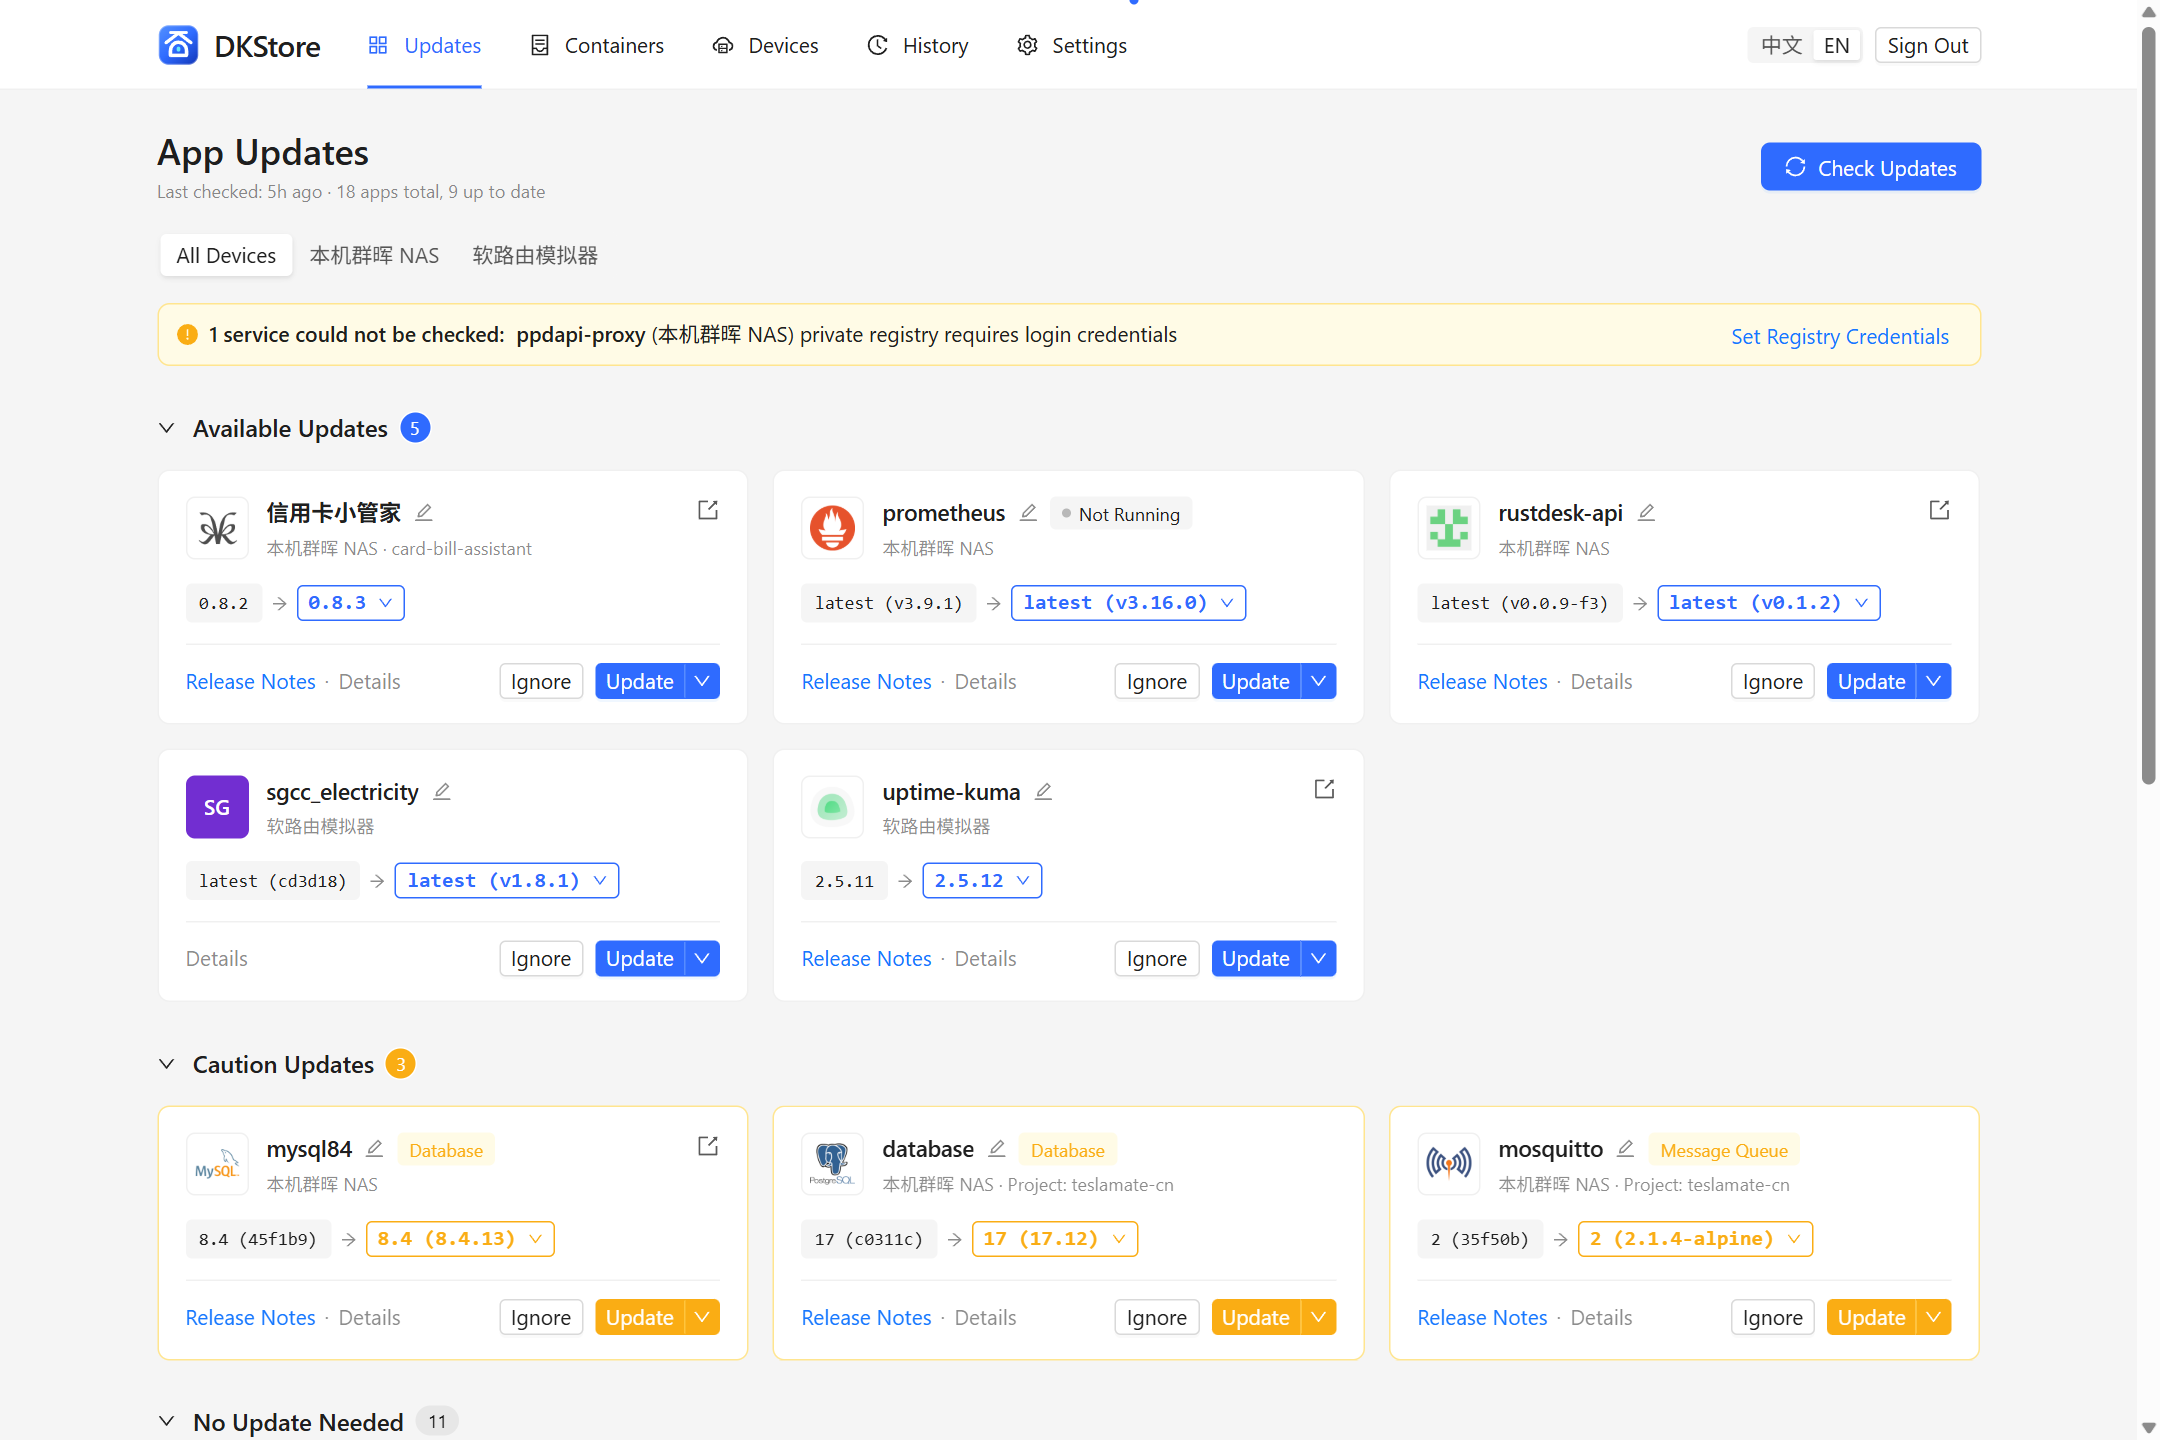 DKStore Updates Containers Devices History Settings 中文 EN Sign Out
App Updates
Check Updates
Last checked: 5h ago · 18 apps total, 9 up to date
All Devices 本机群晖 NAS 软路由模拟器
1 service could not be checked: ppdapi-proxy (本机群晖 NAS) private registry requires login credentials Set Registry Credentials
Available Updates 5
信用卡小管家
本机群晖 NAS · card-bill-assistant
0.8.2 → 0.8.3
Release Notes · Details Ignore Update
prometheus Not Running
本机群晖 NAS
latest (v3.9.1) → latest (v3.16.0)
Release Notes · Details Ignore Update
rustdesk-api
本机群晖 NAS
latest (v0.0.9-f3) → latest (v0.1.2)
Release Notes · Details Ignore Update
SG
sgcc_electricity
软路由模拟器
latest (cd3d18) → latest (v1.8.1)
Details Ignore Update
uptime-kuma
软路由模拟器
2.5.11 → 2.5.12
Release Notes · Details Ignore Update
Caution Updates 3
MySQL
mysql84 Database
本机群晖 NAS
8.4 (45f1b9) → 8.4 (8.4.13)
Release Notes · Details Ignore Update
PostgreSQL
database Database
本机群晖 NAS · Project: teslamate-cn
17 (c0311c) → 17 (17.12)
Release Notes · Details Ignore Update
mosquitto Message Queue
本机群晖 NAS · Project: teslamate-cn
2 (35f50b) → 2 (2.1.4-alpine)
Release Notes · Details Ignore Update
No Update Needed 11